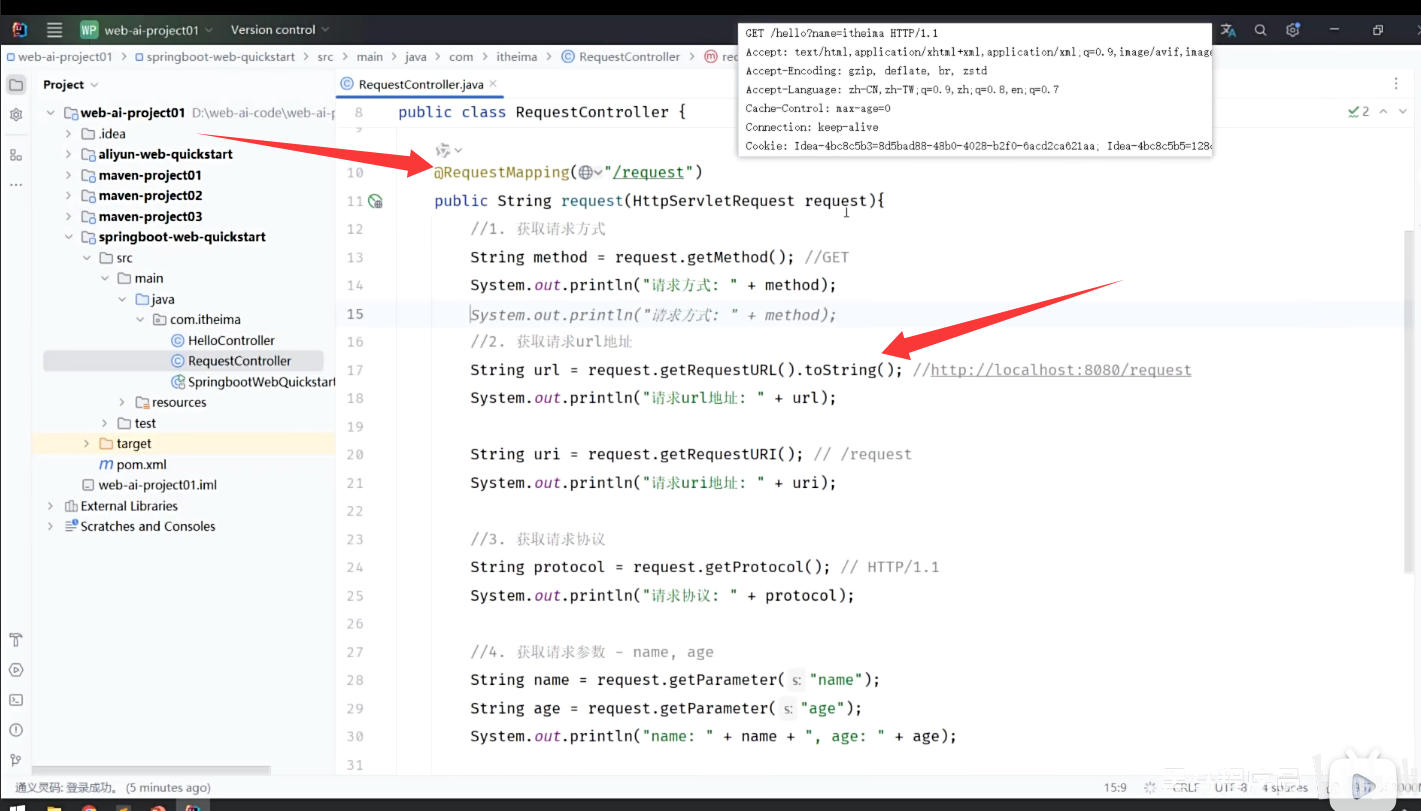 WP web-ai-project01 Version control
web-ai-project01 springboot-web-quickstart src main java com itheima RequestController req
GET /hello?name=itheima HTTP/1.1
Accept: text/html,application/xhtml+xml,application/xml;q=0.9,image/avif,image
Accept-Encoding: gzip, deflate, br, zstd
Accept-Language: zh-CN,zh-TW;q=0.9,zh;q=0.8,en;q=0.7
Cache-Control: max-age=0
Connection: keep-alive
Cookie: Idea-4bc8c5b3=8d5bad88-48b0-4028-b2f0-6acd2ca621aa; Idea-4bc8c5b5=128
Project
web-ai-project01 D:\web-ai-code\web-ai-p
.idea
aliyun-web-quickstart
maven-project01
maven-project02
maven-project03
springboot-web-quickstart
src
main
java
com.itheima
HelloController
RequestController
SpringbootWebQuickstart
resources
test
target
pom.xml
web-ai-project01.iml
External Libraries
Scratches and Consoles
RequestController.java
2
8 public class RequestController {
9
10 @RequestMapping("/request")
11 public String request(HttpServletRequest request){
12 //1. 获取请求方式
13 String method = request.getMethod(); //GET
14 System.out.println("请求方式: " + method);
15 System.out.println("请求方式: " + method);
16 //2. 获取请求url地址
17 String url = request.getRequestURL().toString(); //http://localhost:8080/request
18 System.out.println("请求url地址: " + url);
19
20 String uri = request.getRequestURI(); // /request
21 System.out.println("请求uri地址: " + uri);
22
23 //3. 获取请求协议
24 String protocol = request.getProtocol(); // HTTP/1.1
25 System.out.println("请求协议: " + protocol);
26
27 //4. 获取请求参数 - name, age
28 String name = request.getParameter( s: "name");
29 String age = request.getParameter( s: "age");
30 System.out.println("name: " + name + ", age: " + age);
31
通义灵码: 登录成功。 (5 minutes ago)
15:9 CRLF UTF-8 4 spaces